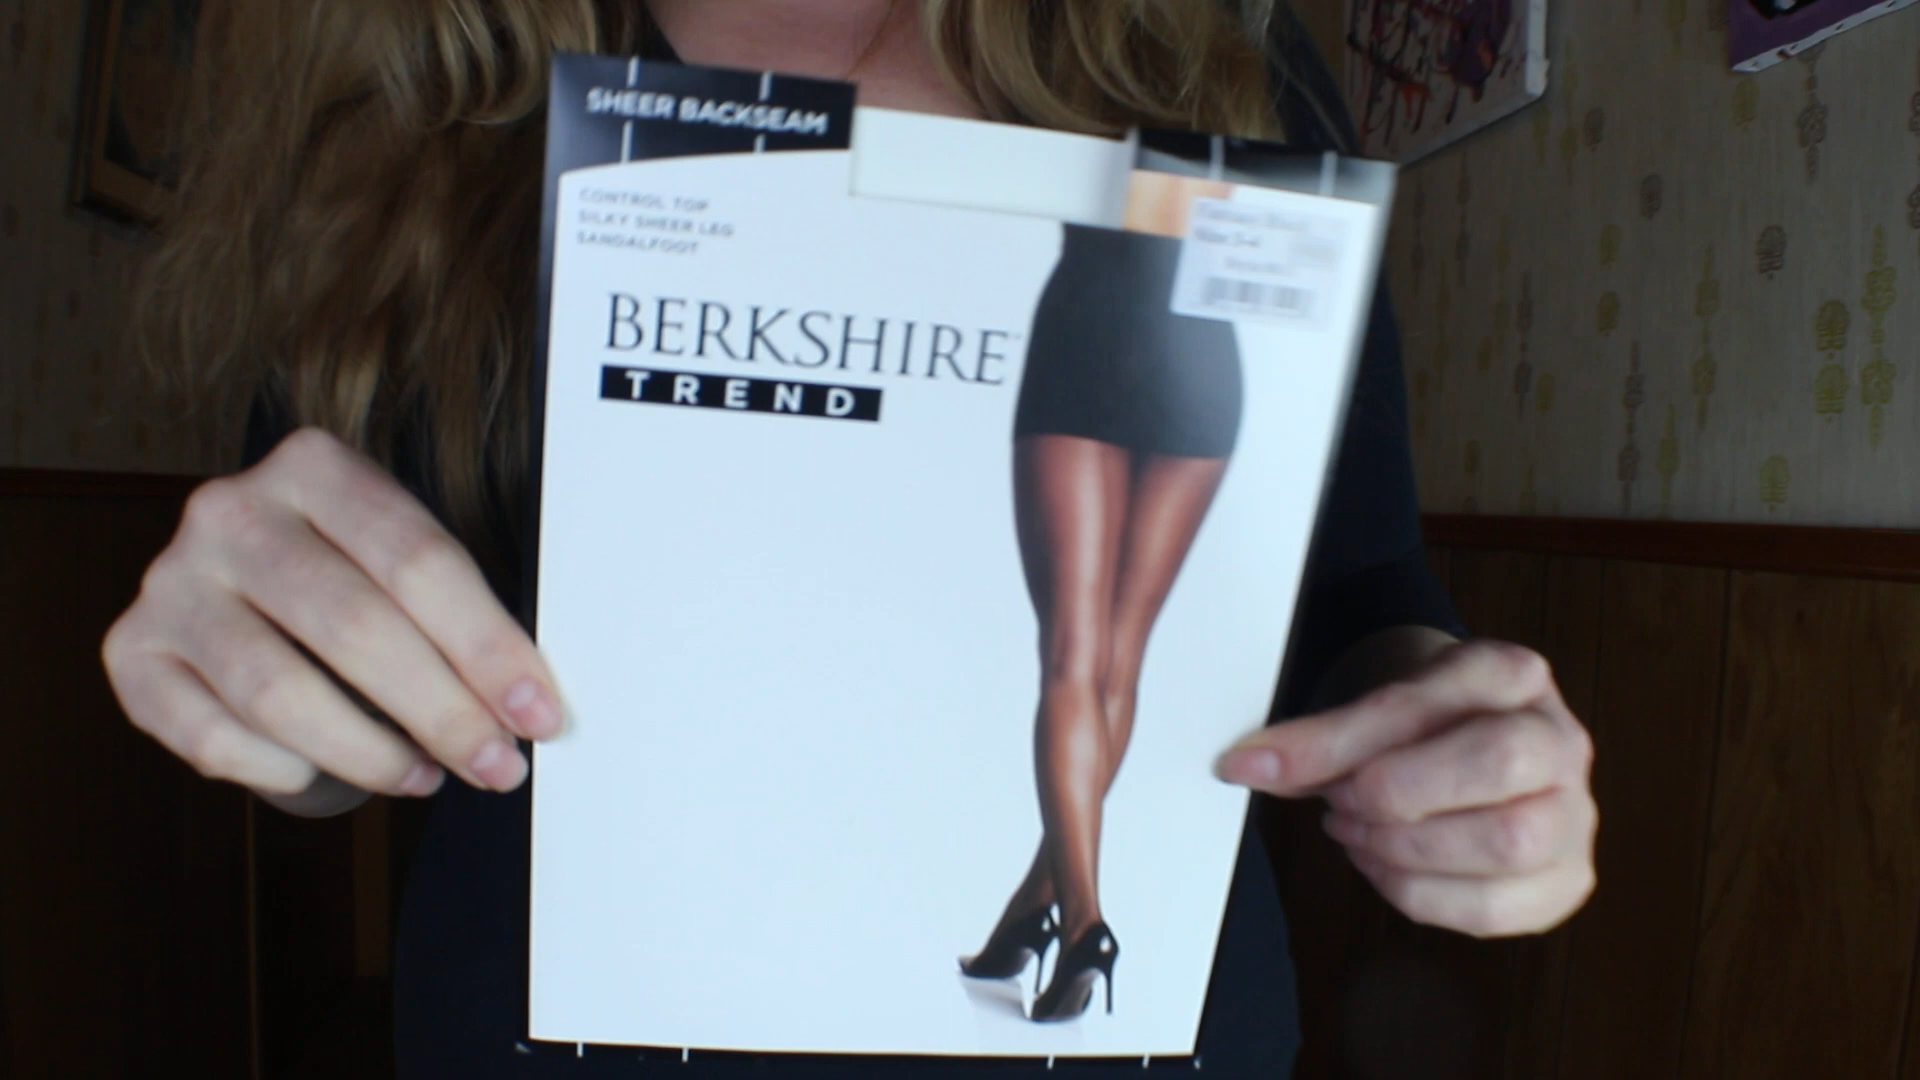 SHEER BACKSEAM
CONTROL TOP
SILKY SHEER LEG
SANDALFOOT
BERKSHIRE
TREND